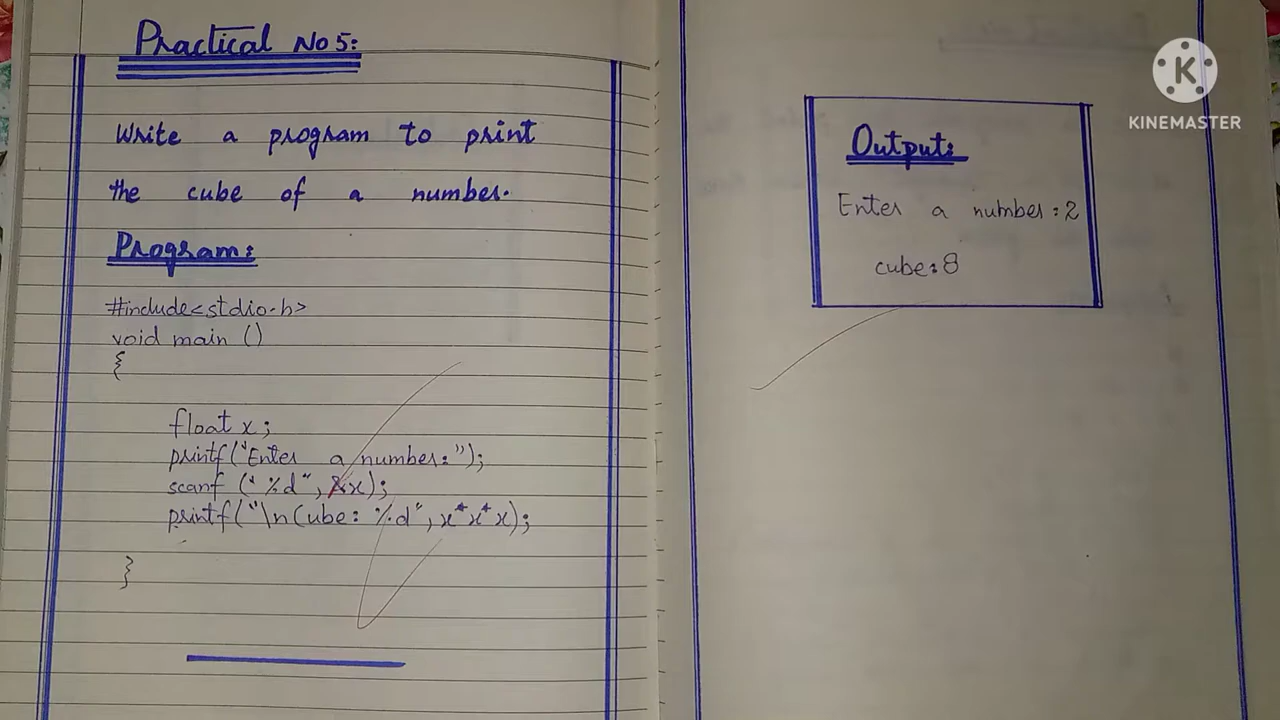 Practical No 5:
Write a program to print
the cube of a number.
Program:
#include<stdio.h>
void main ()
{
float x;
printf("Enter a number:");
scanf ("%d", &x);
printf("\nCube: %d", x*x*x);
}
Output:
Enter a number: 2
cube: 8
KINEMASTER